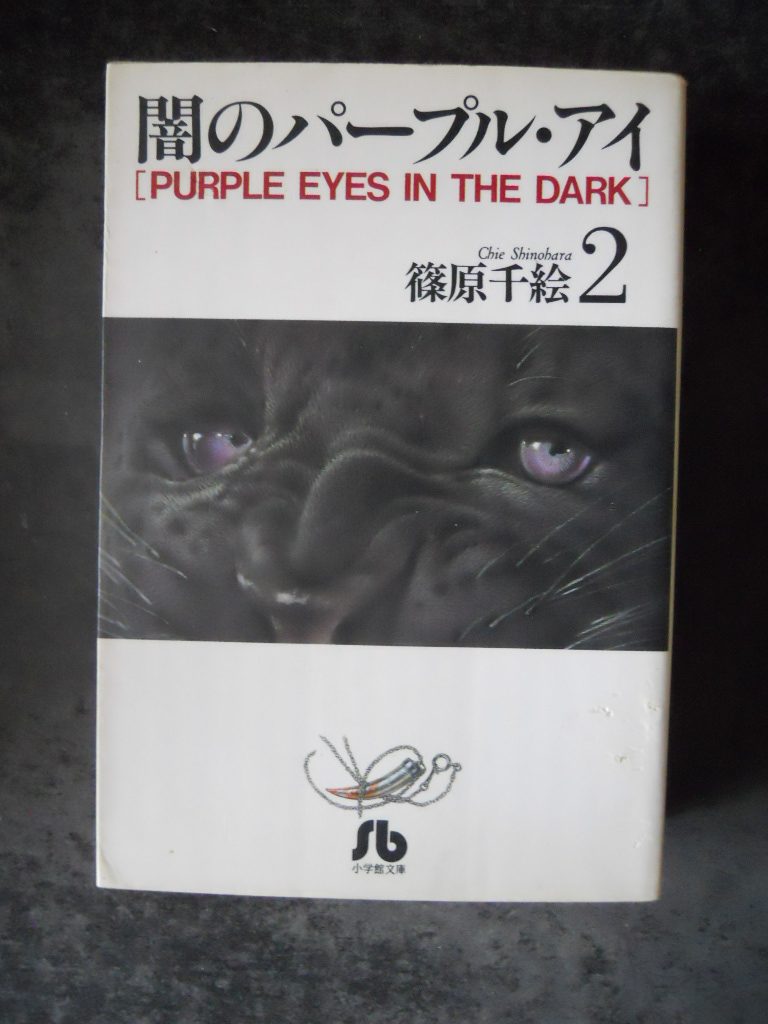 闇のパープル・アイ
[PURPLE EYES IN THE DARK]
Chie Shinohara
篠原千絵 2
sb
小学館文庫